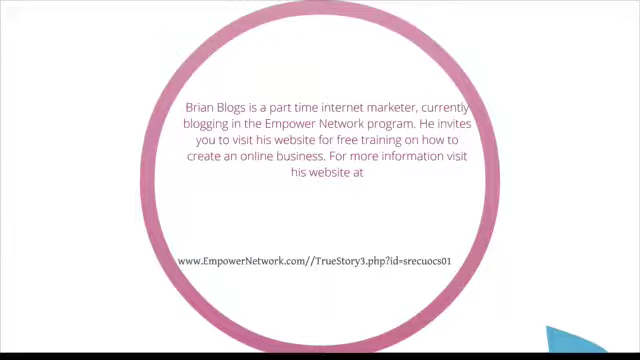 Brian Blogs is a part time internet marketer, currently
blogging in the Empower Network program. He invites
you to visit his website for free training on how to
create an online business. For more information visit
his website at
www.EmpowerNetwork.com//TrueStory3.php?id=srecuocs01